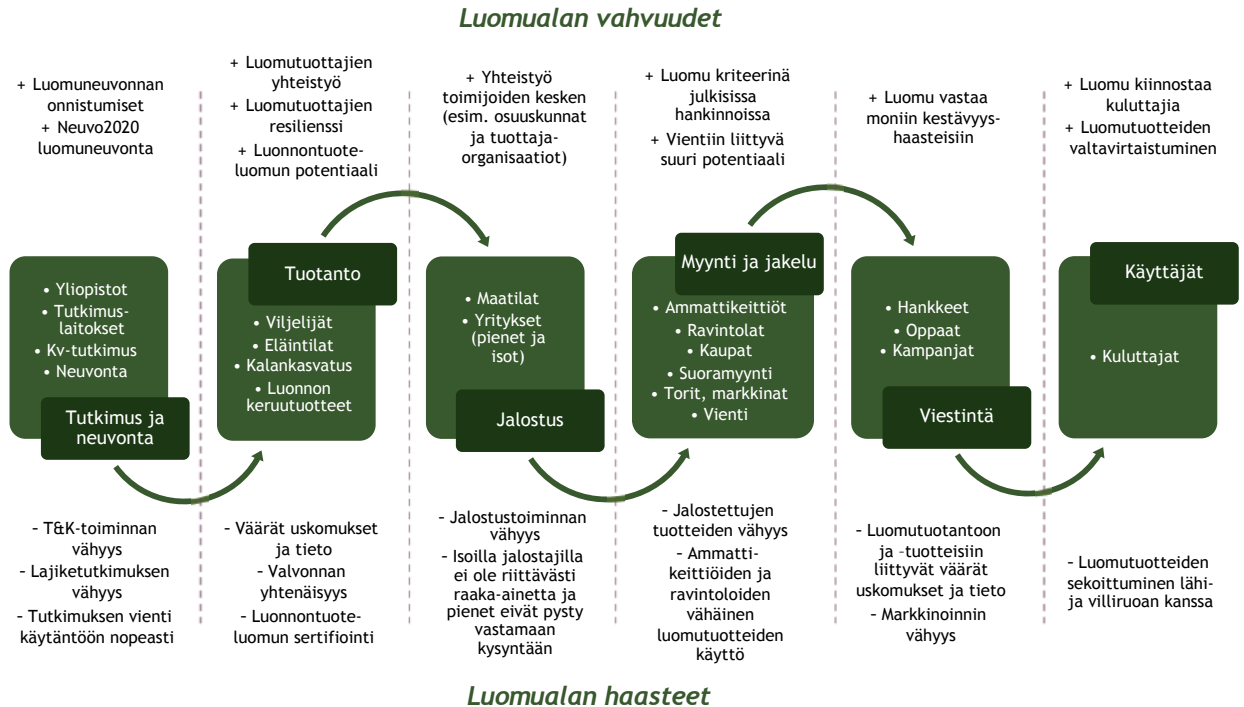 Luomualan vahvuudet
+ Luomuneuvonnan
onnistumiset
+ Neuvo2020
luomuneuvonta
+ Luomutuottajien
yhteistyö
+ Luomutuottajien
resilienssi
+ Luonnontuote-
luomun potentiaali
+ Yhteistyö
toimijoiden kesken
(esim. osuuskunnat
ja tuottaja-
organisaatiot)
+ Luomu kriteerinä
julkisissa
hankinnoissa
+ Vientiin liittyvä
suuri potentiaali
+ Luomu vastaa
moniin kestävyys-
haasteisiin
+ Luomu kiinnostaa
kuluttajia
+ Luomutuotteiden
valtavirtaistuminen
• Yliopistot
• Tutkimus-
laitokset
• Kv-tutkimus
• Neuvonta
Tutkimus ja
neuvonta
Tuotanto
• Viljelijät
• Eläintilat
• Kalankasvatus
• Luonnon
keruutuotteet
• Maatilat
• Yritykset
(pienet ja
isot)
Jalostus
Myynti ja jakelu
• Ammattikeittiöt
• Ravintolat
• Kaupat
• Suoramyynti
• Torit, markkinat
• Vienti
• Hankkeet
• Oppaat
• Kampanjat
Viestintä
Käyttäjät
• Kuluttajat
– T&K-toiminnan
vähyys
– Lajiketutkimuksen
vähyys
– Tutkimuksen vienti
käytäntöön nopeasti
– Väärät uskomukset
ja tieto
– Valvonnan
yhtenäisyys
– Luonnontuote-
luomun sertifiointi
– Jalostustoiminnan
vähyys
– Isoilla jalostajilla
ei ole riittävästi
raaka-ainetta ja
pienet eivät pysty
vastamaan
kysyntään
– Jalostettujen
tuotteiden vähyys
– Ammatti-
keittiöiden ja
ravintoloiden
vähäinen
luomutuotteiden
käyttö
– Luomutuotantoon
ja -tuotteisiin
liittyvät väärät
uskomukset ja tieto
– Markkinoinnin
vähyys
– Luomutuotteiden
sekoittuminen lähi-
ja villiruoan kanssa
Luomualan haasteet